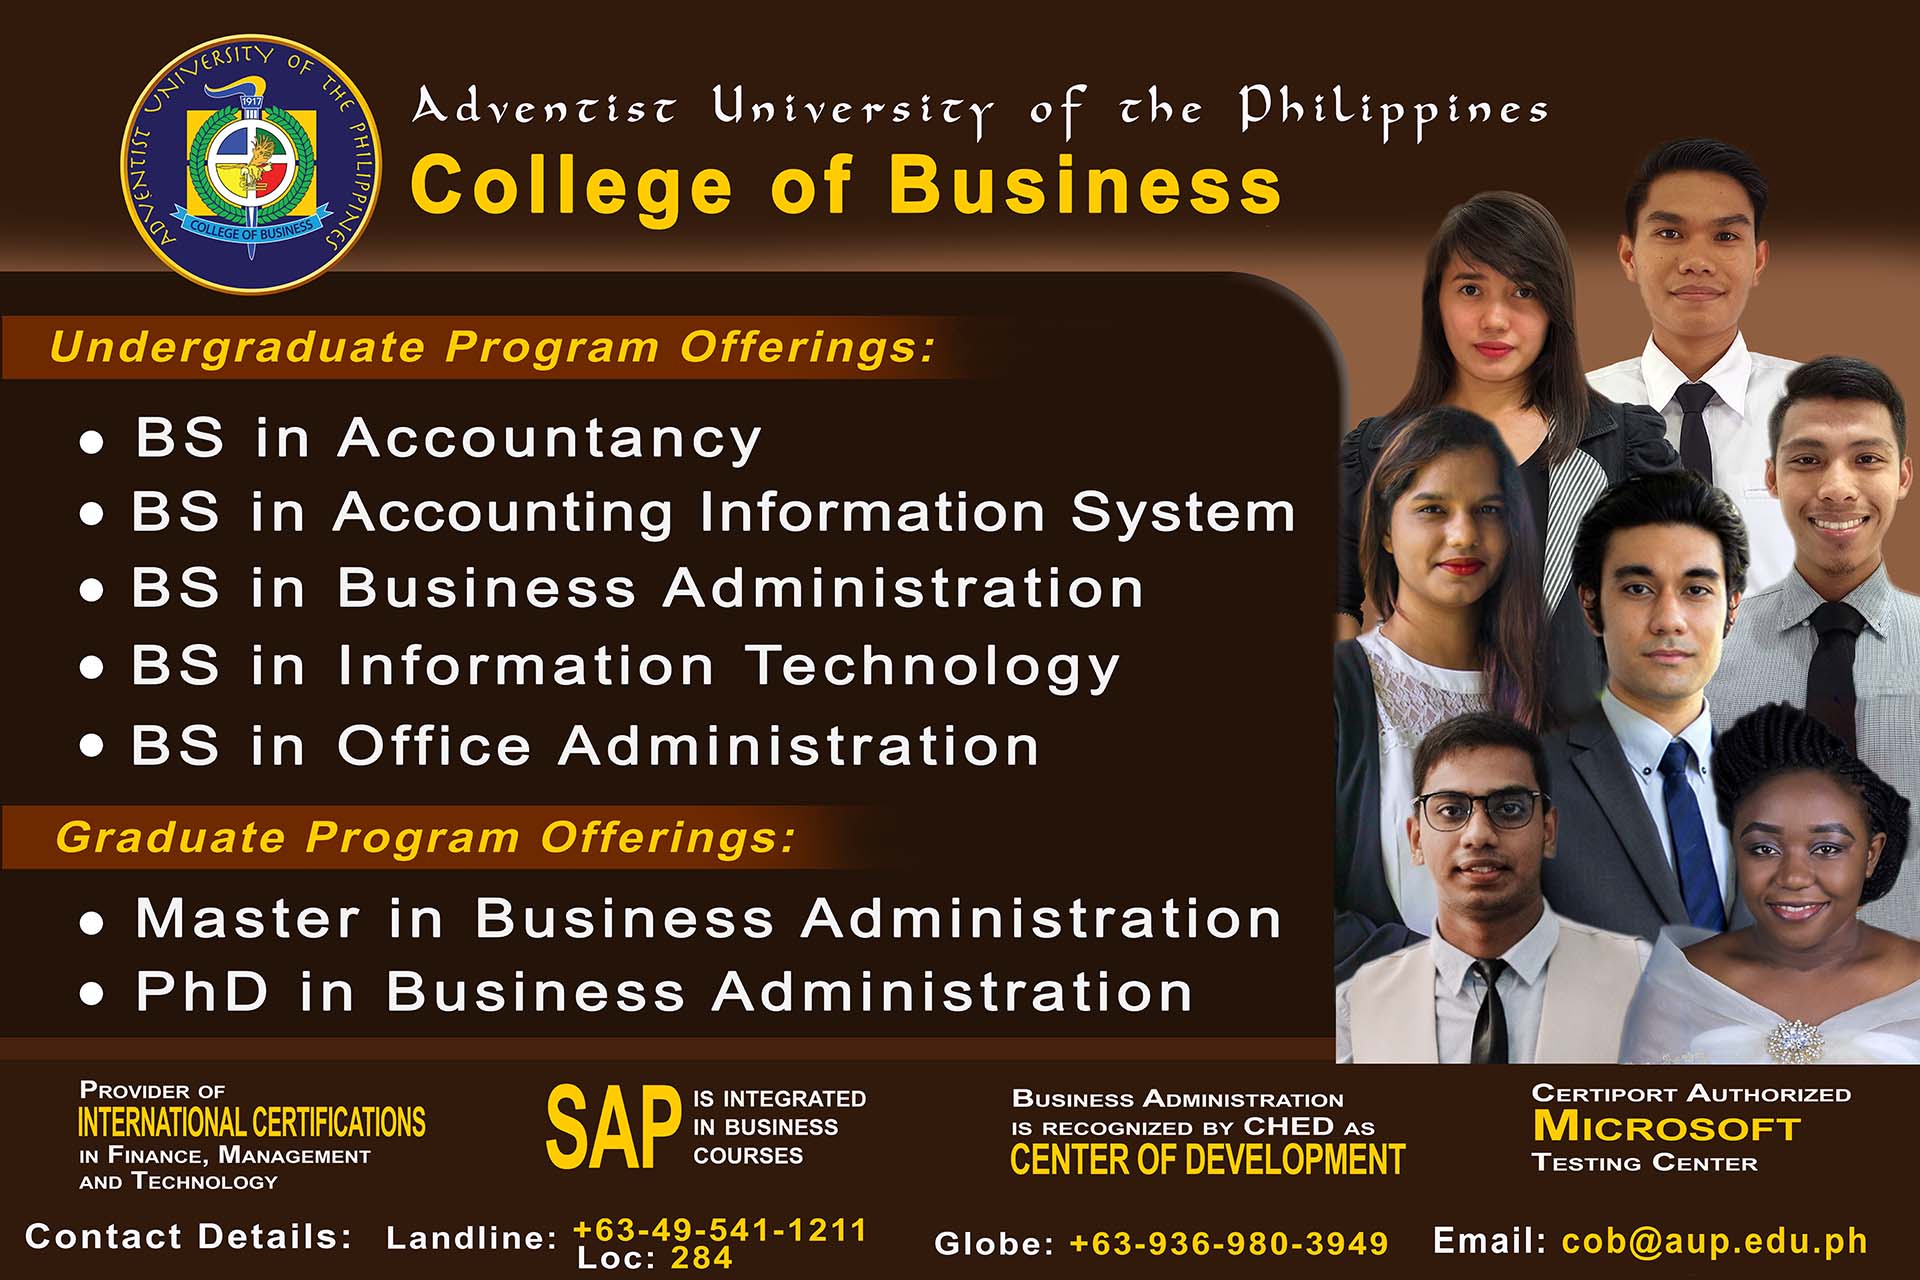 ADVENTIST UNIVERSITY OF THE PHILIPPINES
1917
COLLEGE OF BUSINESS
Adventist University of the Philippines
College of Business
Undergraduate Program Offerings:
• BS in Accountancy
• BS in Accounting Information System
• BS in Business Administration
• BS in Information Technology
• BS in Office Administration
Graduate Program Offerings:
• Master in Business Administration
• PhD in Business Administration
PROVIDER OF
INTERNATIONAL CERTIFICATIONS
IN FINANCE, MANAGEMENT
AND TECHNOLOGY
SAP
IS INTEGRATED
IN BUSINESS
COURSES
BUSINESS ADMINISTRATION
IS RECOGNIZED BY CHED AS
CENTER OF DEVELOPMENT
CERTIPORT AUTHORIZED
MICROSOFT
TESTING CENTER
Contact Details: Landline: +63-49-541-1211
Loc: 284
Globe: +63-936-980-3949
Email: cob@aup.edu.ph